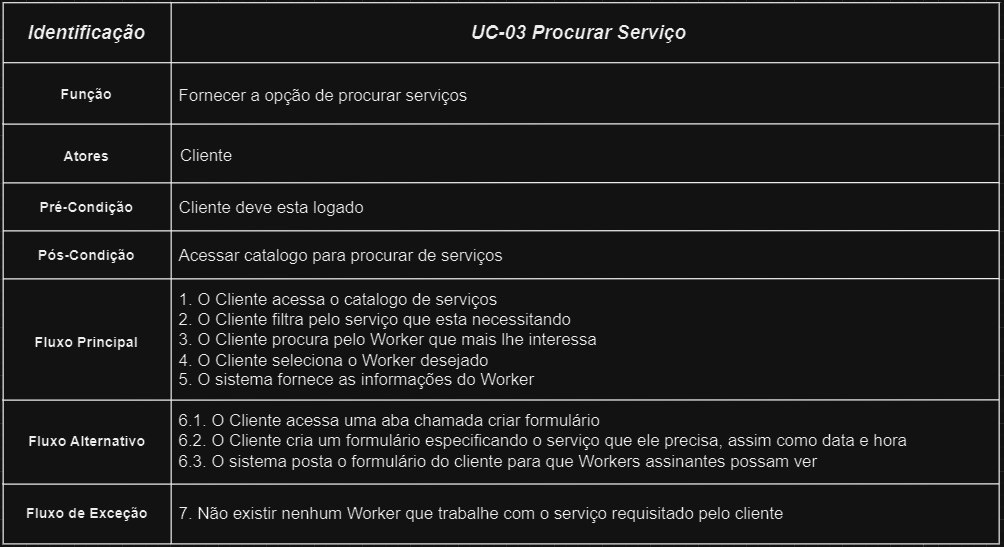 Identificação
UC-03 Procurar Serviço
Função
Fornecer a opção de procurar serviços
Atores
Cliente
Pré-Condição
Cliente deve esta logado
Pós-Condição
Acessar catalogo para procurar de serviços
Fluxo Principal
1. O Cliente acessa o catalogo de serviços
2. O Cliente filtra pelo serviço que esta necessitando
3. O Cliente procura pelo Worker que mais lhe interessa
4. O Cliente seleciona o Worker desejado
5. O sistema fornece as informações do Worker
Fluxo Alternativo
6.1. O Cliente acessa uma aba chamada criar formulário
6.2. O Cliente cria um formulário especificando o serviço que ele precisa, assim como data e hora
6.3. O sistema posta o formulário do cliente para que Workers assinantes possam ver
Fluxo de Exceção
7. Não existir nenhum Worker que trabalhe com o serviço requisitado pelo cliente